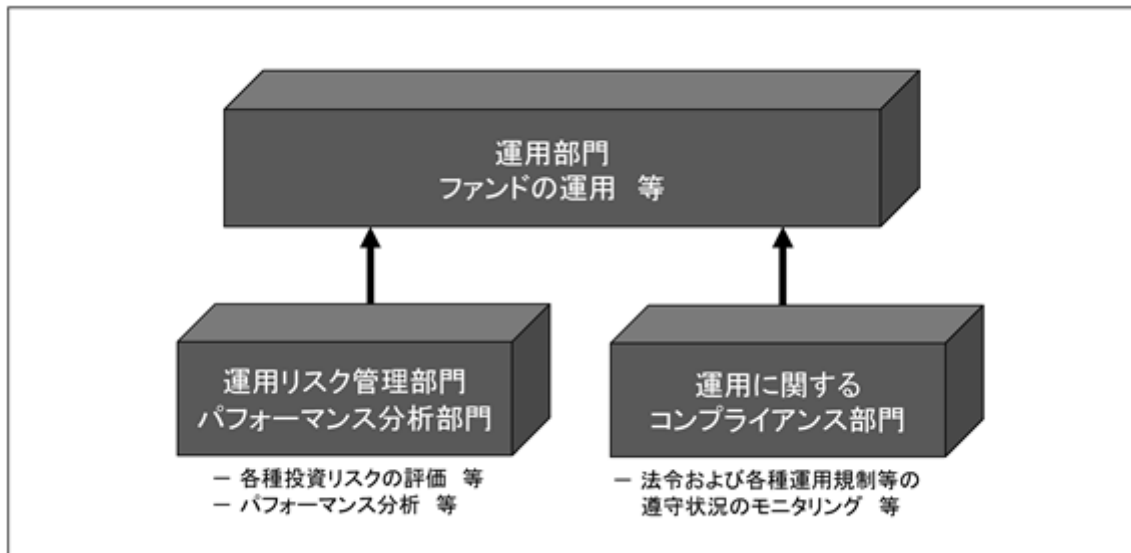 運用部門
ファンドの運用　等
運用リスク管理部門
パフォーマンス分析部門
運用に関する
コンプライアンス部門
－ 各種投資リスクの評価　等
－ パフォーマンス分析　等
－ 法令および各種運用規制等の
遵守状況のモニタリング　等